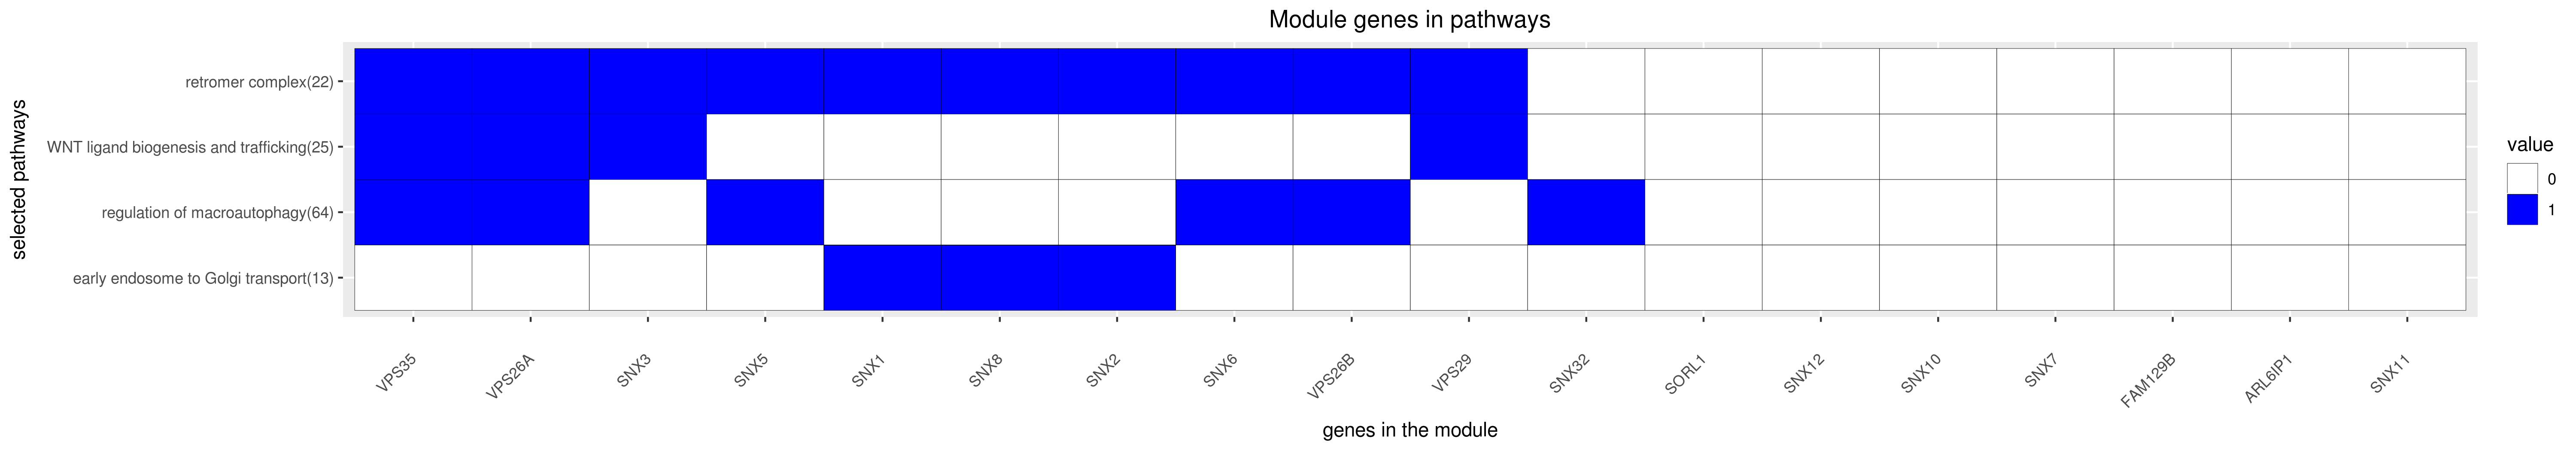 Module genes in pathways
selected pathways
retromer complex(22)
WNT ligand biogenesis and trafficking(25)
regulation of macroautophagy(64)
early endosome to Golgi transport(13)
VPS35 VPS26A SNX3 SNX5 SNX1 SNX8 SNX2 SNX6 VPS26B VPS29 SNX32 SORL1 SNX12 SNX10 SNX7 FAM129B ARL6IP1 SNX11
genes in the module
value
0
1